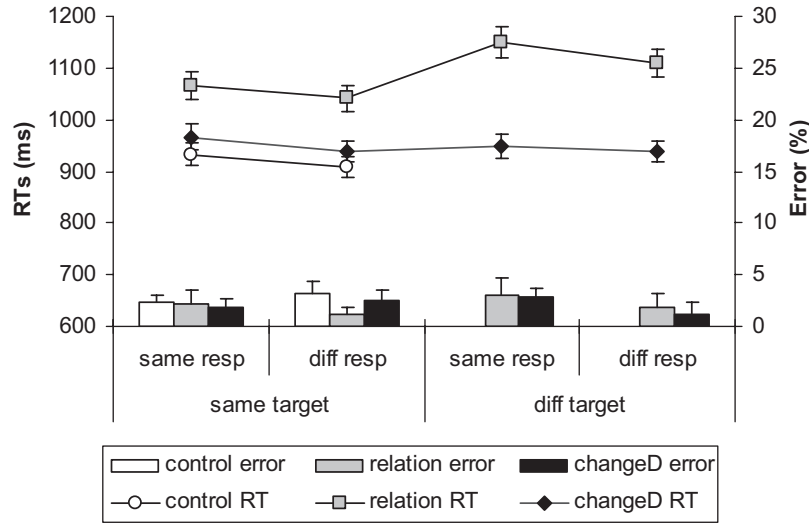 1200
1100
1000
900
800
700
600
RTs (ms)
30
25
20
15
10
5
0
Error (%)
same resp diff resp same resp diff resp
same target diff target
control error relation error changeD error
control RT relation RT changeD RT